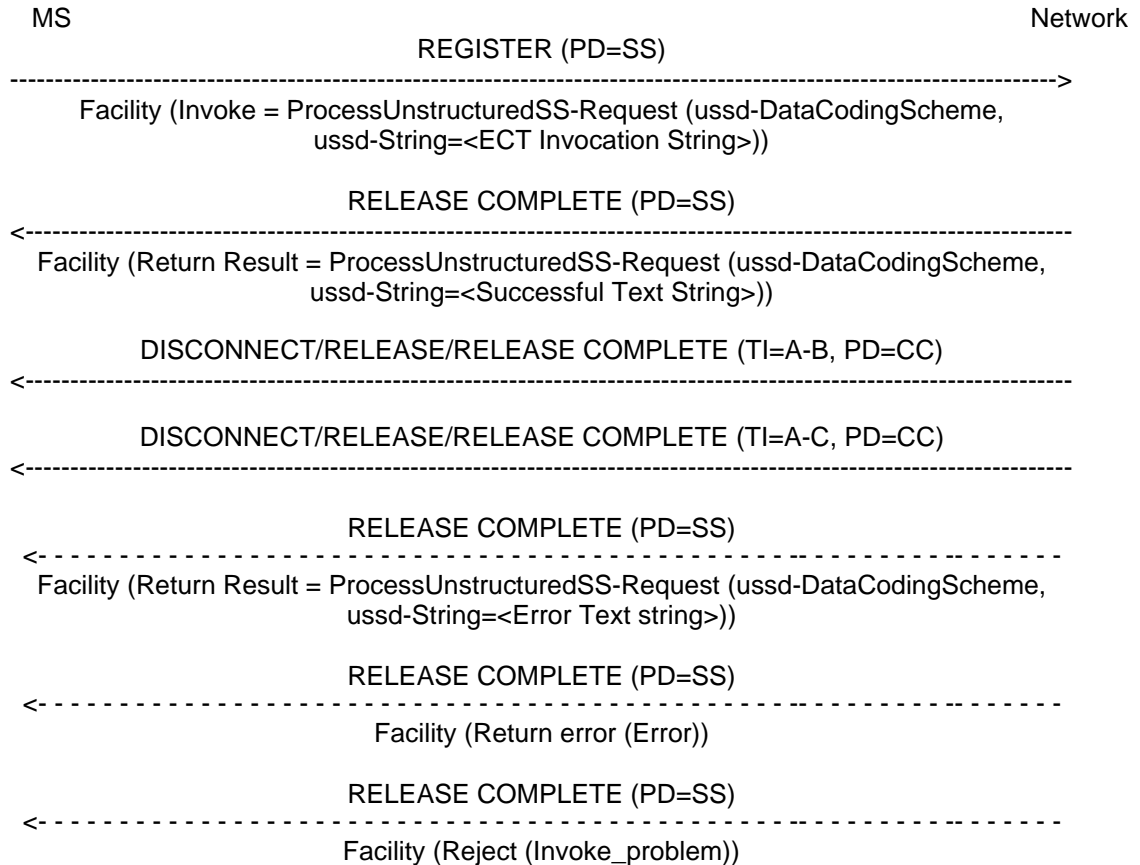 MS Network
REGISTER (PD=SS)
------------------------------------------------------------------------------------------------------------------------>
Facility (Invoke = ProcessUnstructuredSS-Request (ussd-DataCodingScheme,
ussd-String=<ECT Invocation String>))
RELEASE COMPLETE (PD=SS)
<------------------------------------------------------------------------------------------------------------------------
Facility (Return Result = ProcessUnstructuredSS-Request (ussd-DataCodingScheme,
ussd-String=<Successful Text String>))
DISCONNECT/RELEASE/RELEASE COMPLETE (TI=A-B, PD=CC)
<------------------------------------------------------------------------------------------------------------------------
DISCONNECT/RELEASE/RELEASE COMPLETE (TI=A-C, PD=CC)
<------------------------------------------------------------------------------------------------------------------------
RELEASE COMPLETE (PD=SS)
<- - - - - - - - - - - - - - - - - - - - - - - - - - - - - - - - - - - - - - - - - - - - - - -- - - - - - - - - - -- - - - - - -
Facility (Return Result = ProcessUnstructuredSS-Request (ussd-DataCodingScheme,
ussd-String=<Error Text string>))
RELEASE COMPLETE (PD=SS)
<- - - - - - - - - - - - - - - - - - - - - - - - - - - - - - - - - - - - - - - - - - - - - - -- - - - - - - - - - -- - - - - - -
Facility (Return error (Error))
RELEASE COMPLETE (PD=SS)
<- - - - - - - - - - - - - - - - - - - - - - - - - - - - - - - - - - - - - - - - - - - - - - -- - - - - - - - - - -- - - - - - -
Facility (Reject (Invoke_problem))